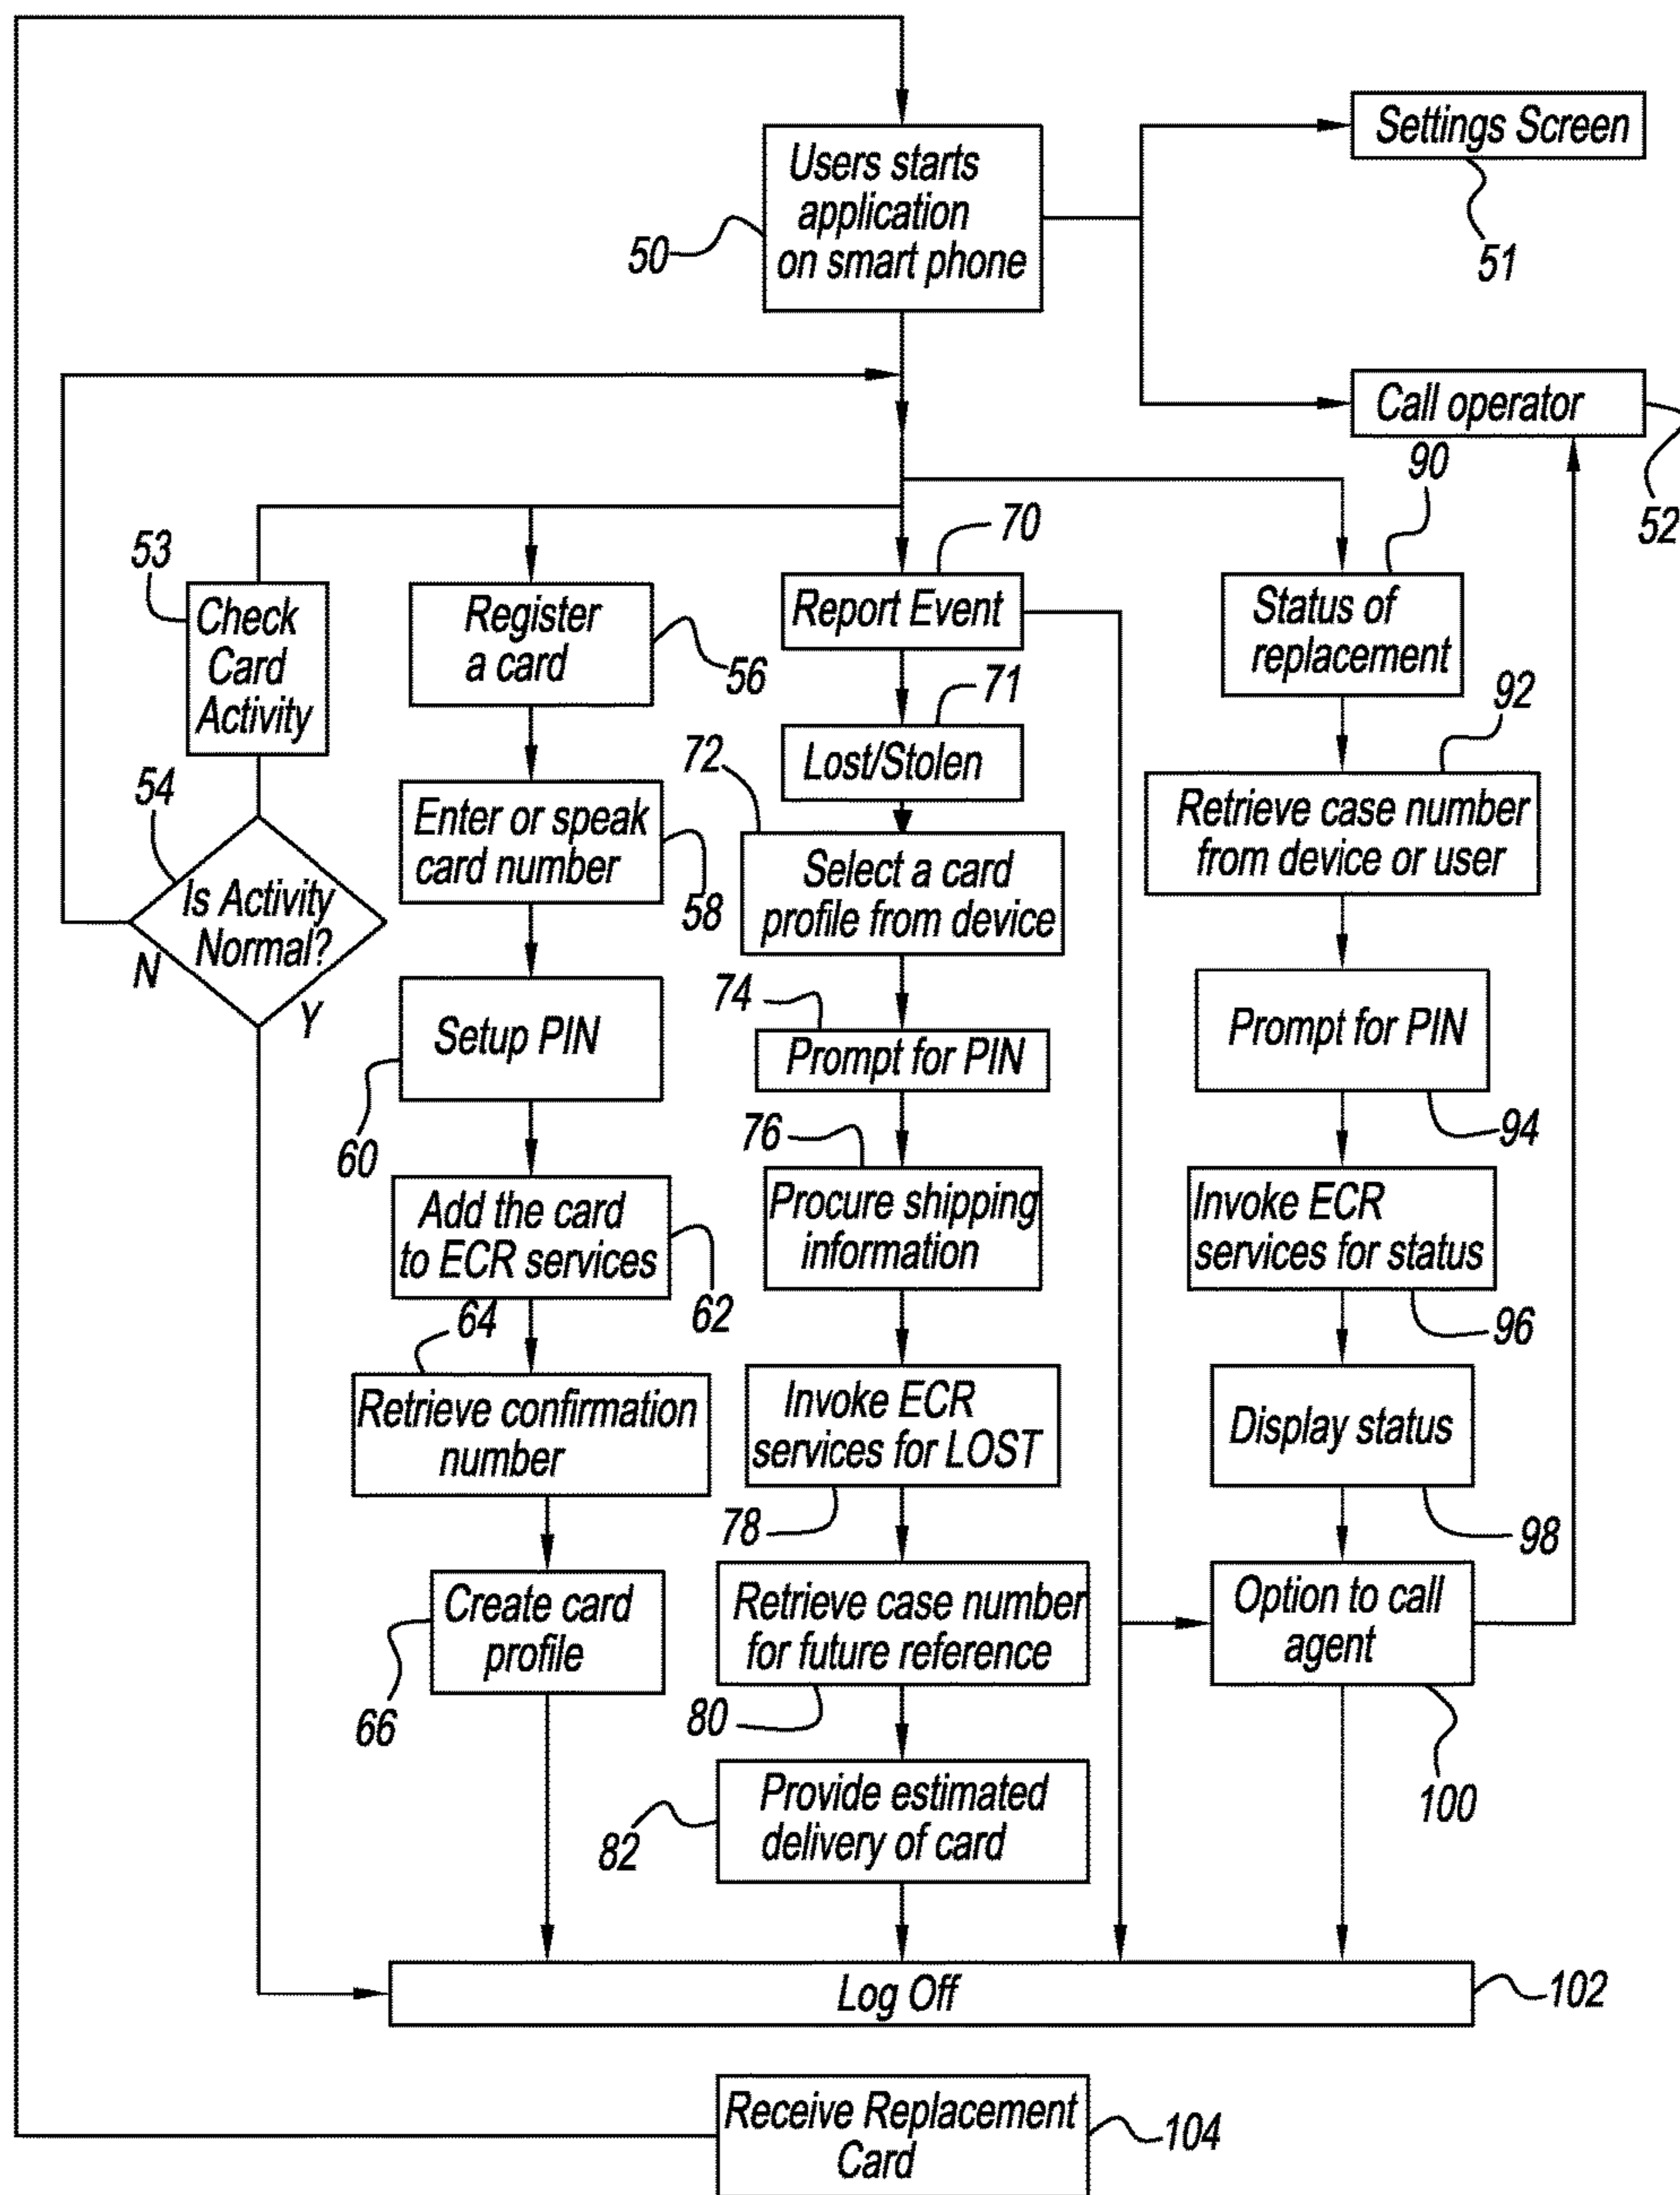 Users starts
application
on smart phone
50
Settings Screen
51
Call operator
52
53
Check
Card
Activity
54
Is Activity
Normal?
N
Y
Register
a card
56
Enter or speak
card number
58
Setup PIN
60
Add the card
to ECR services
62
64
Retrieve confirmation
number
Create card
profile
66
70
Report Event
71
Lost/Stolen
72
Select a card
profile from device
74
Prompt for PIN
76
Procure shipping
information
Invoke ECR
services for LOST
78
Retrieve case number
for future reference
80
Provide estimated
delivery of card
82
90
Status of
replacement
92
Retrieve case number
from device or user
Prompt for PIN
94
Invoke ECR
services for status
96
Display status
98
Option to call
agent
100
Log Off
102
Receive Replacement
Card
104